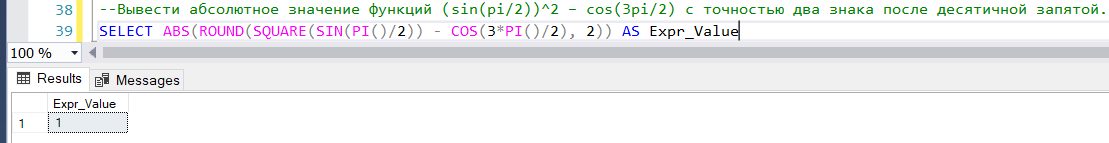 38 --Вывести абсолютное значение функций (sin(pi/2))^2 - cos(3pi/2) с точностью два знака после десятичной запятой.
39 SELECT ABS(ROUND(SQUARE(SIN(PI()/2)) - COS(3*PI()/2), 2)) AS Expr_Value
100 %
Results Messages
Expr_Value
1 1